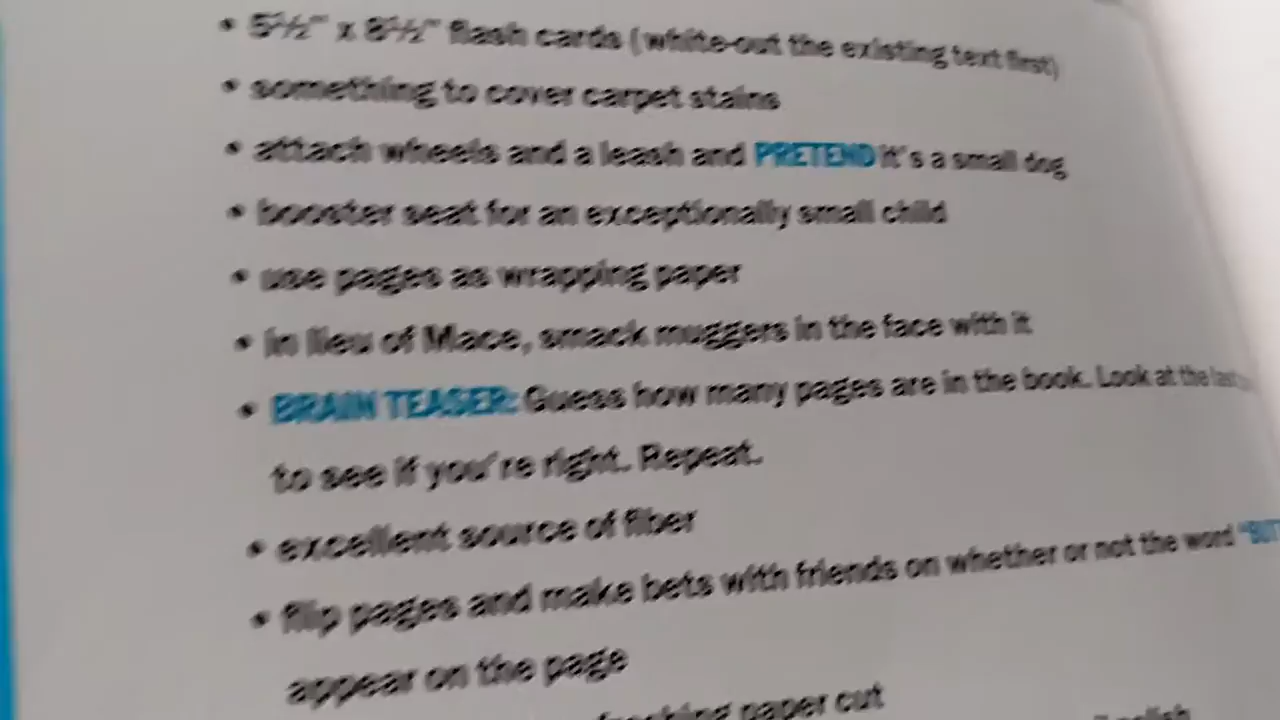 • 5½" x 8½" flash cards (white-out the existing text first)
• something to cover carpet stains
• attach wheels and a leash and PRETEND it's a small dog
• booster seat for an exceptionally small child
• use pages as wrapping paper
• in lieu of Mace, smack muggers in the face with it
• BRAIN TEASER: Guess how many pages are in the book. Look at the last
to see if you're right. Repeat.
• excellent source of fiber
• flip pages and make bets with friends on whether or not the word
appear on the page
paper cut